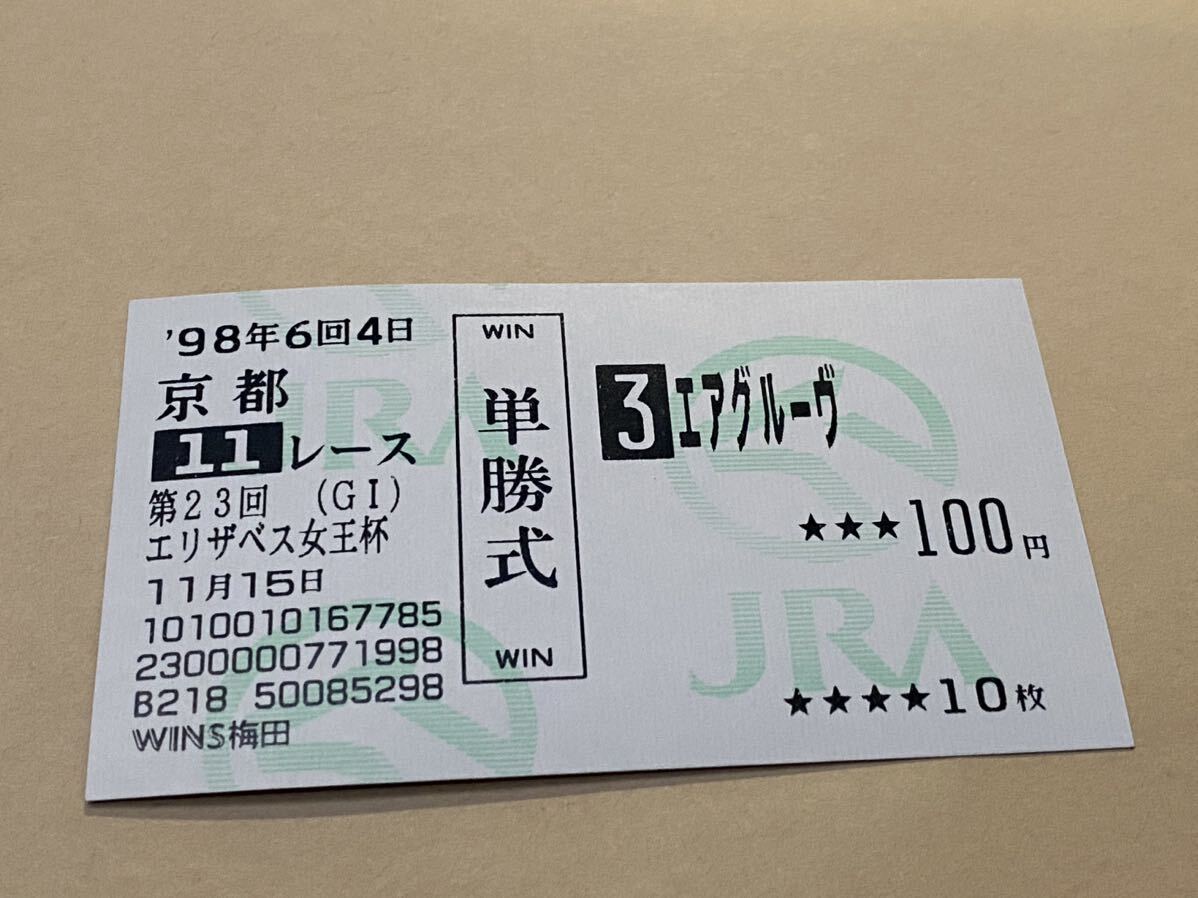 '98年6回4日
京都
11レース
第23回 (GI)
エリザベス女王杯
11月15日
1010010167785
2300000771998
B218 50085298
WINS梅田
WIN
単勝式
WIN
3エアグルーヴ
★★★100円
JRA
★★★★10枚
JRA